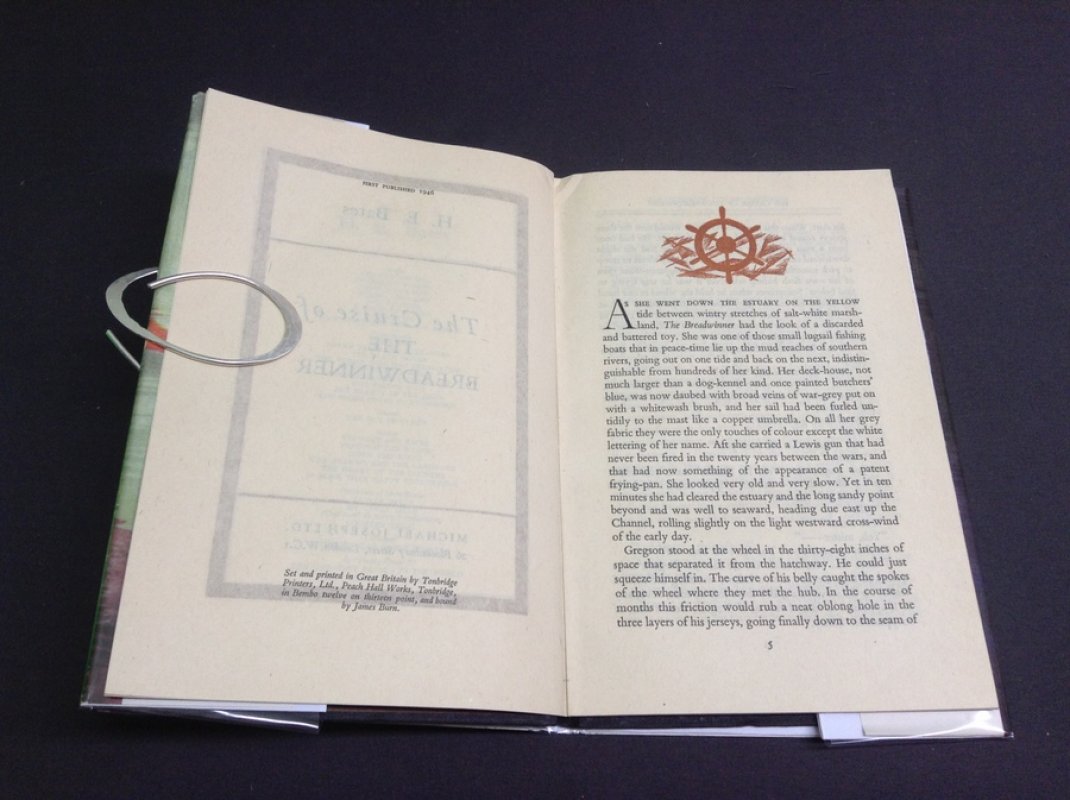 FIRST PUBLISHED 1946
H. E. Bates
The Cruise of
THE
BREADWINNER
MICHAEL JOSEPH LTD.
26 Bloomsbury Street, London, W.C.1
Set and printed in Great Britain by Tonbridge
Printers, Ltd., Peach Hall Works, Tonbridge,
in Bembo twelve on thirteen point, and bound
by James Burn.
AS SHE WENT DOWN THE ESTUARY ON THE YELLOW
tide between wintry stretches of salt-white marsh-
land, The Breadwinner had the look of a discarded
and battered toy. She was one of those small lugsail fishing
boats that in peace-time lie up the mud reaches of southern
rivers, going out on one tide and back on the next, indistin-
guishable from hundreds of her kind. Her deck-house, not
much larger than a dog-kennel and once painted butchers'
blue, was now daubed with broad veins of war-grey put on
with a whitewash brush, and her sail had been furled un-
tidily to the mast like a copper umbrella. On all her grey
fabric they were the only touches of colour except the white
lettering of her name. Aft she carried a Lewis gun that had
never been fired in the twenty years between the wars, and
that had now something of the appearance of a patent
frying-pan. She looked very old and very slow. Yet in ten
minutes she had cleared the estuary and the long sandy point
beyond and was well to seaward, heading due east up the
Channel, rolling slightly on the light westward cross-wind
of the early day.
Gregson stood at the wheel in the thirty-eight inches of
space that separated it from the hatchway. He could just
squeeze himself in. The curve of his belly caught the spokes
of the wheel where they met the hub. In the course of
months this friction would rub a neat oblong hole in the
three layers of his jerseys, going finally down to the seam of
5